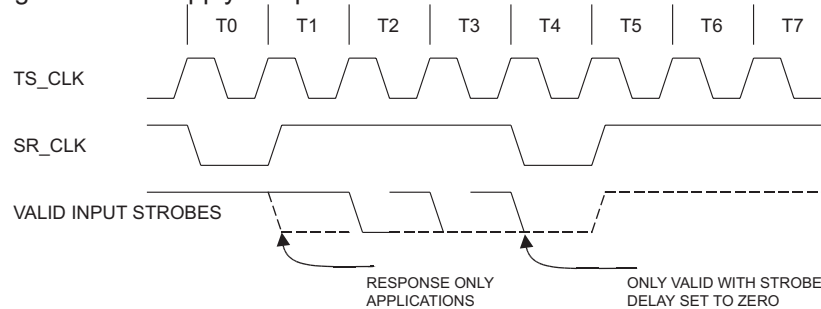 T0 T1 T2 T3 T4 T5 T6 T7
TS_CLK
SR_CLK
VALID INPUT STROBES
RESPONSE ONLY
APPLICATIONS
ONLY VALID WITH STROBE
DELAY SET TO ZERO